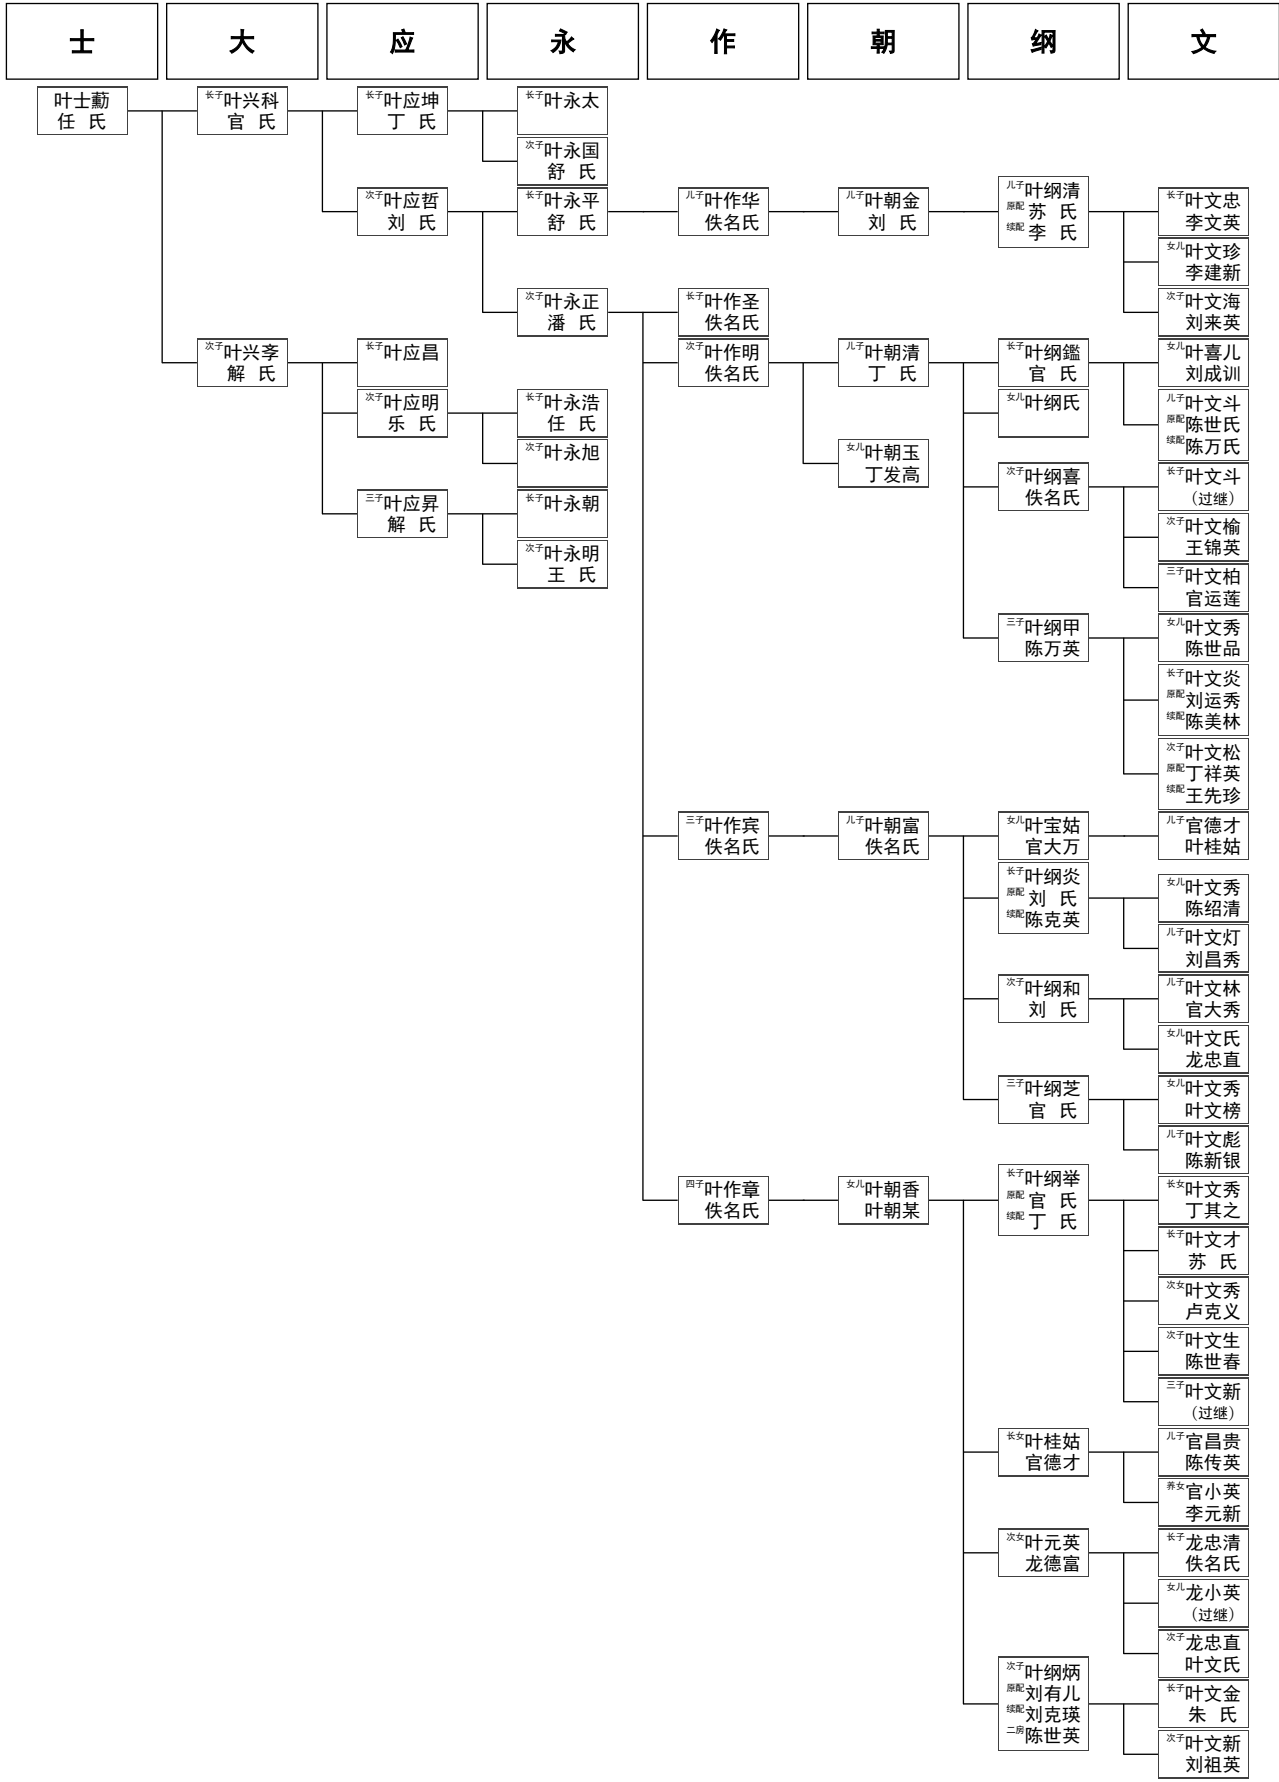 士 大 应 永 作 朝 纲 文
叶士勳
任 氏
长子叶兴科
官 氏
长子叶应坤
丁 氏
长子叶永太
次子叶永国
舒 氏
次子叶应哲
刘 氏
长子叶永平
舒 氏
儿子叶作华
佚名氏
儿子叶朝金
刘 氏
儿子叶纲清
原配苏 氏
续配李 氏
长子叶文忠
李文英
女儿叶文珍
李建新
次子叶永正
潘 氏
长子叶作圣
佚名氏
次子叶文海
刘来英
次子叶兴孝
解 氏
长子叶应昌
次子叶作明
佚名氏
儿子叶朝清
丁 氏
长子叶纲鑑
官 氏
女儿叶喜儿
刘成训
次子叶应明
乐 氏
长子叶永浩
任 氏
女儿叶纲氏
儿子叶文斗
原配陈世氏
续配陈万氏
次子叶永旭
女儿叶朝玉
丁发高
次子叶纲喜
佚名氏
长子叶文斗
（过继）
三子叶应昇
解 氏
长子叶永朝
次子叶文榆
王锦英
次子叶永明
王 氏
三子叶文柏
官运莲
三子叶纲甲
陈万英
女儿叶文秀
陈世品
长子叶文炎
原配刘运秀
续配陈美林
次子叶文松
原配丁祥英
续配王先珍
三子叶作宾
佚名氏
儿子叶朝富
佚名氏
女儿叶宝姑
官大万
儿子官德才
叶桂姑
长子叶纲炎
原配刘 氏
续配陈克英
女儿叶文秀
陈绍清
儿子叶文灯
刘昌秀
次子叶纲和
刘 氏
儿子叶文林
官大秀
女儿叶文氏
龙忠直
三子叶纲芝
官 氏
女儿叶文秀
叶文榜
儿子叶文彪
陈新银
四子叶作章
佚名氏
女儿叶朝香
叶朝某
长子叶纲举
原配官 氏
续配丁 氏
长女叶文秀
丁其之
长子叶文才
苏 氏
次女叶文秀
卢克义
次子叶文生
陈世春
三子叶文新
（过继）
长女叶桂姑
官德才
儿子官昌贵
陈传英
养女官小英
李元新
次女叶元英
龙德富
长子龙忠清
佚名氏
女儿龙小英
（过继）
次子龙忠直
叶文氏
次子叶纲炳
原配刘有儿
续配刘克瑛
二房陈世英
长子叶文金
朱 氏
次子叶文新
刘祖英